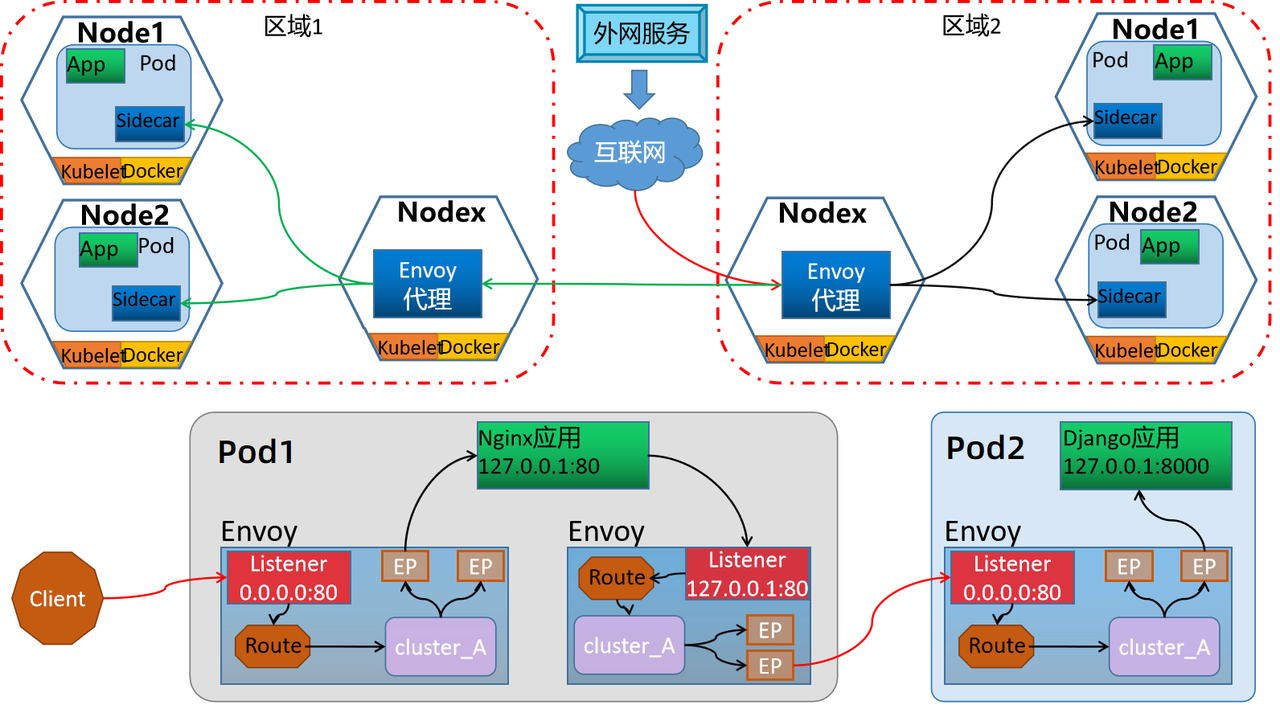 区域1
Node1
App
Pod
Sidecar
Kubelet
Docker
Node2
App
Pod
Sidecar
Kubelet
Docker
Nodex
Envoy
代理
Kubelet
Docker
外网服务
互联网
区域2
Nodex
Envoy
代理
Kubelet
Docker
Node1
Pod
App
Sidecar
Kubelet
Docker
Node2
Pod
App
Sidecar
Kubelet
Docker
Client
Pod1
Nginx应用
127.0.0.1:80
Envoy
Listener
0.0.0.0:80
EP
EP
Route
cluster_A
Envoy
Route
Listener
127.0.0.1:80
cluster_A
EP
EP
Pod2
Django应用
127.0.0.1:8000
Envoy
Listener
0.0.0.0:80
EP
EP
Route
cluster_A